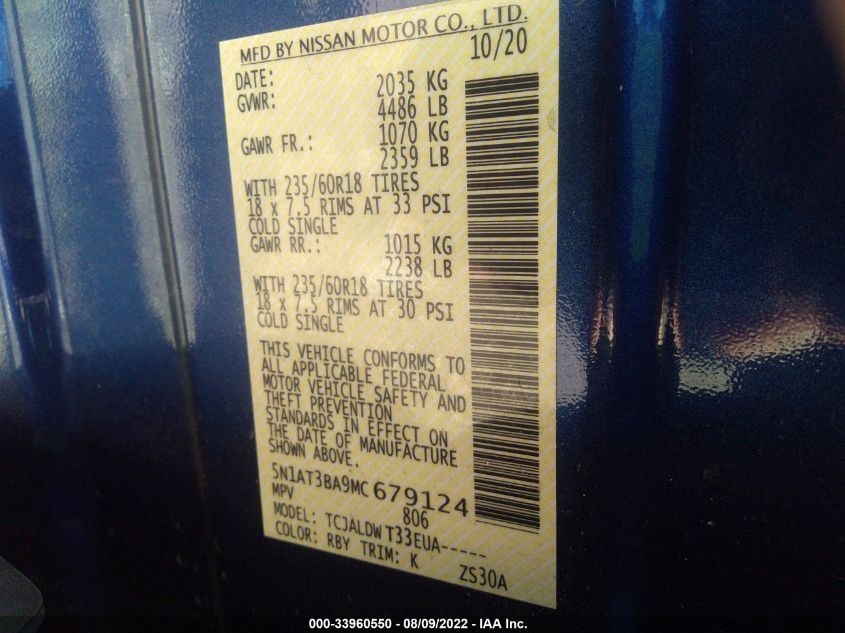 MFD BY NISSAN MOTOR CO., LTD.
DATE: 10/20
GVWR: 2035 KG
4486 LB
GAWR FR.: 1070 KG
2359 LB
WITH 235/60R18 TIRES
18 x 7.5 RIMS AT 33 PSI
COLD SINGLE
GAWR RR.: 1015 KG
2238 LB
WITH 235/60R18 TIRES
18 x 7.5 RIMS AT 30 PSI
COLD SINGLE
THIS VEHICLE CONFORMS TO
ALL APPLICABLE FEDERAL
MOTOR VEHICLE SAFETY AND
THEFT PREVENTION
STANDARDS IN EFFECT ON
THE DATE OF MANUFACTURE
SHOWN ABOVE.
5N1AT3BA9MC679124
MPV 806
MODEL: TCJALDW T33EUA-----
COLOR: RBY TRIM: K ZS30A
000-33960550 - 08/09/2022 - IAA Inc.